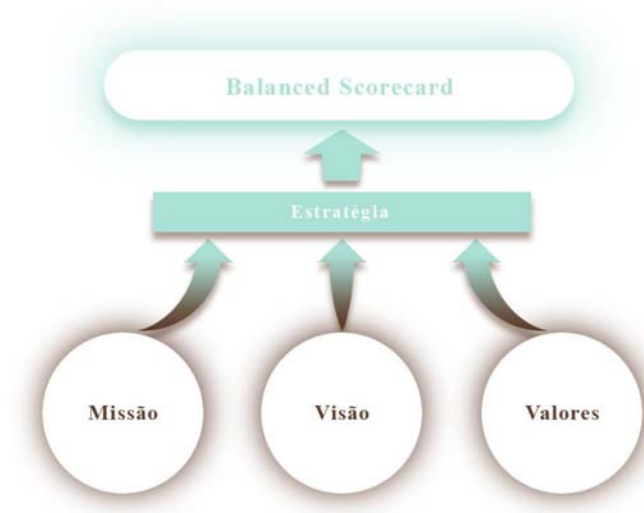 Balanced Scorecard
Estratégia
Missão
Visão
Valores